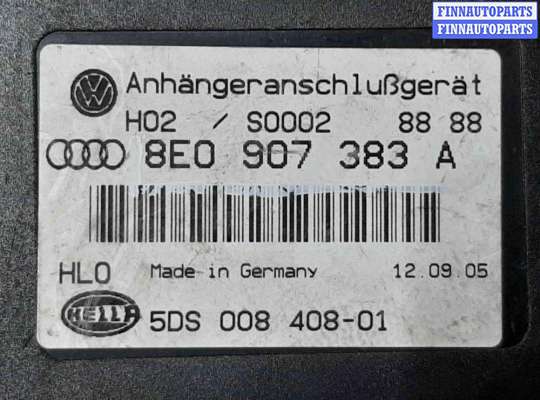 FINNAUTOPARTS
FINNAUTOPARTS
Anhängeranschlußgerät
H02 / S0002 88 88
8E0 907 383 A
HLO Made in Germany 12.09.05
HELLA 5DS 008 408-01